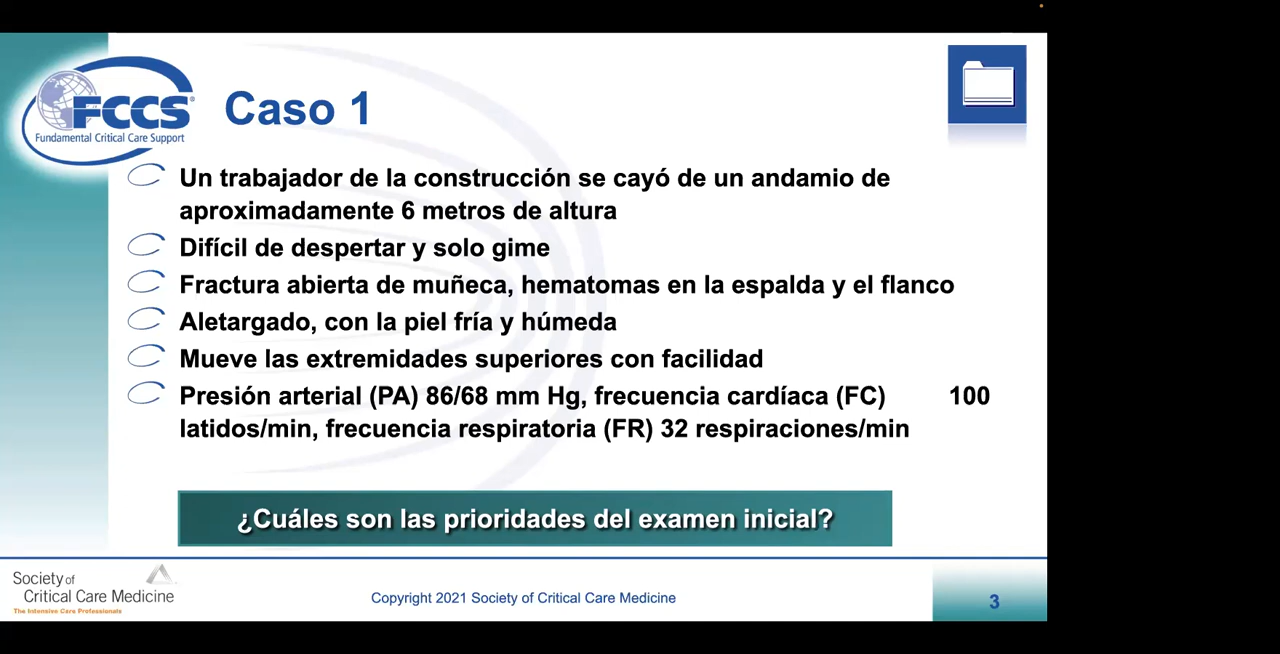 FCCS®
Fundamental Critical Care Support
Caso 1
Un trabajador de la construcción se cayó de un andamio de
aproximadamente 6 metros de altura
Difícil de despertar y solo gime
Fractura abierta de muñeca, hematomas en la espalda y el flanco
Aletargado, con la piel fría y húmeda
Mueve las extremidades superiores con facilidad
Presión arterial (PA) 86/68 mm Hg, frecuencia cardíaca (FC) 100
latidos/min, frecuencia respiratoria (FR) 32 respiraciones/min
¿Cuáles son las prioridades del examen inicial?
Society of
Critical Care Medicine
The Intensive Care Professionals
Copyright 2021 Society of Critical Care Medicine
3